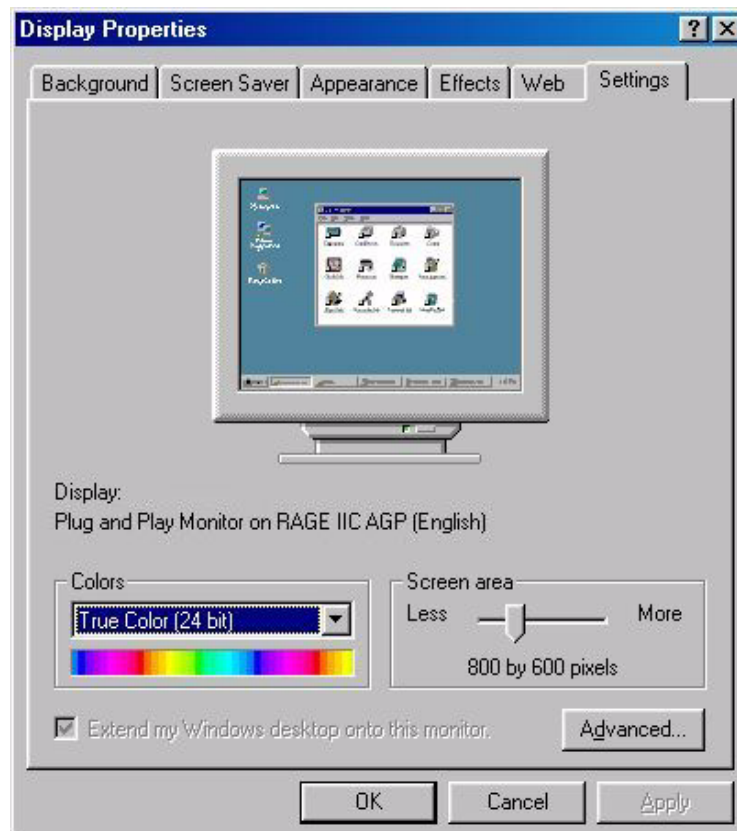 Display Properties
Background Screen Saver Appearance Effects Web Settings
Display:
Plug and Play Monitor on RAGE IIC AGP (English)
Colors
True Color (24 bit)
Screen area
Less More
800 by 600 pixels
Extend my Windows desktop onto this monitor.
Advanced...
OK Cancel Apply